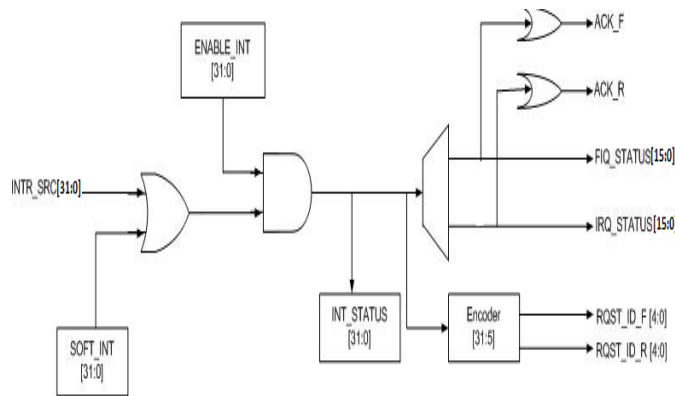 ACK_F
ENABLE_INT
[31:0]
ACK_R
FIQ_STATUS[15:0]
INTR_SRC[31:0]
IRQ_STATUS[15:0]
INT_STATUS
[31:0]
Encoder
[31:5]
RQST_ID_F [4:0]
RQST_ID_R [4:0]
SOFT_INT
[31:0]